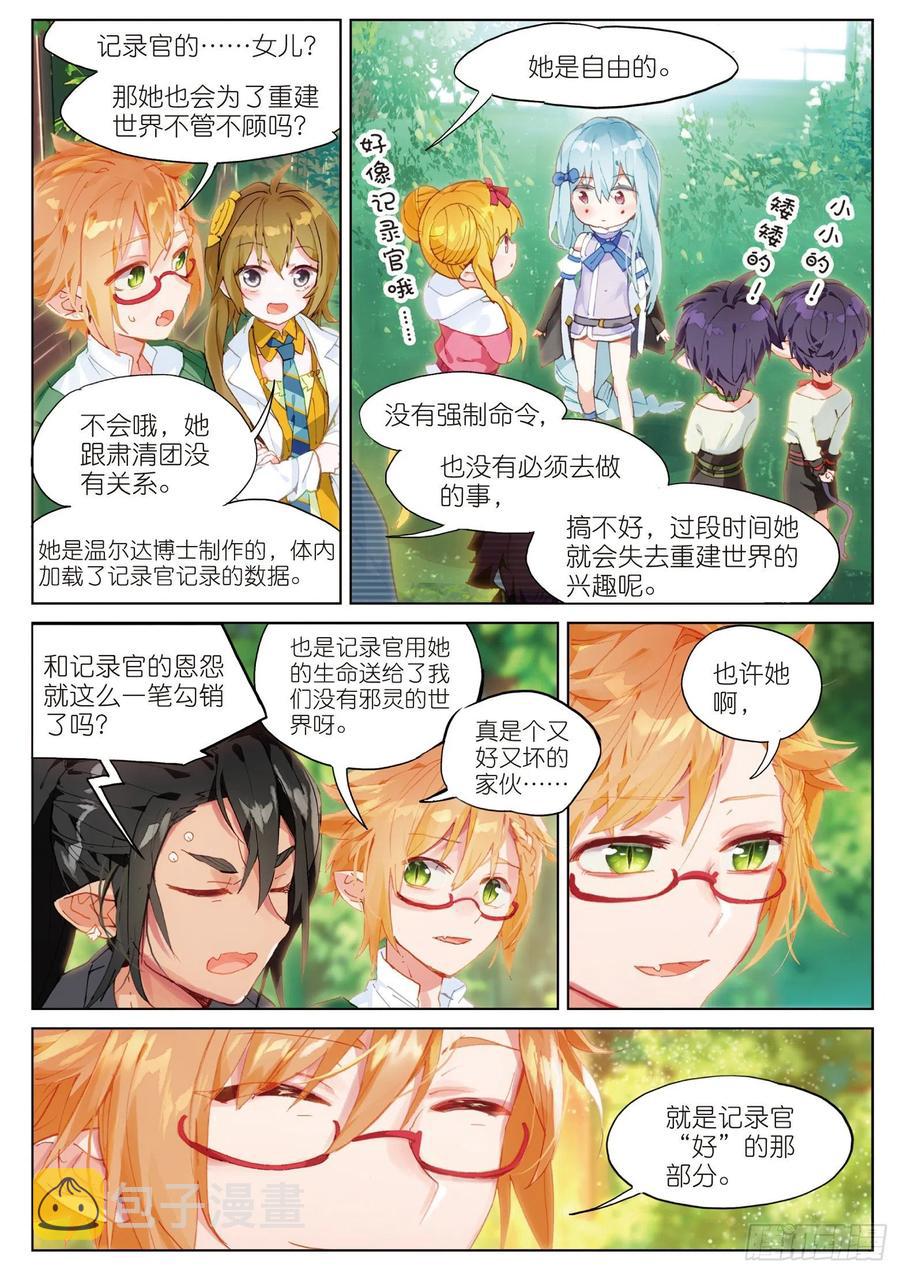 记录官的……女儿？
那她也会为了重建
世界不管不顾吗？
不会哦，她
跟肃清团没
有关系。
她是温尔达博士制作的，体内
加载了记录官记录的数据。
她是自由的。
好像记录官哦……
矮矮的！
小小的！
没有强制命令，
也没有必须去做
的事，
搞不好，过段时间她
就会失去重建世界的
兴趣呢。
和记录官的恩怨
就这么一笔勾销
了吗？
也是记录官用她
的生命送给了我
们没有邪灵的世
界呀。
真是个又
好又坏的
家伙……
也许她
啊，
就是记录官
“好”的那
部分。
包子漫畫
腾讯动漫